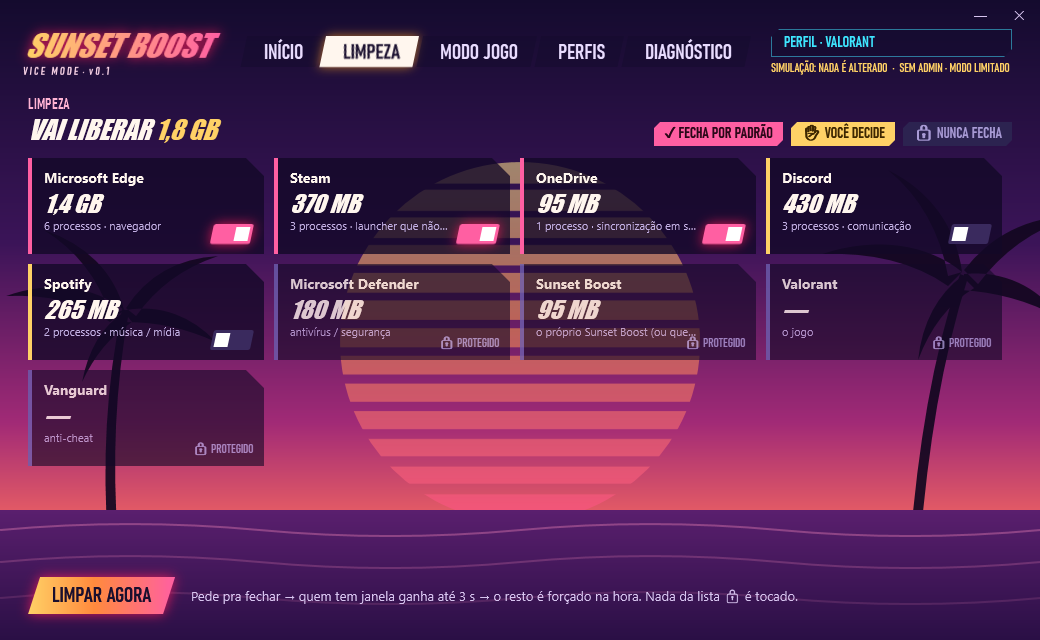 SUNSET BOOST
VICE MODE · v0.1
INÍCIO
LIMPEZA
MODO JOGO
PERFIS
DIAGNÓSTICO
PERFIL · VALORANT
SIMULAÇÃO: NADA É ALTERADO · SEM ADMIN · MODO LIMITADO
LIMPEZA
VAI LIBERAR 1,8 GB
✓ FECHA POR PADRÃO
VOCÊ DECIDE
NUNCA FECHA
Microsoft Edge
1,4 GB
6 processos · navegador
Steam
370 MB
3 processos · launcher que não...
OneDrive
95 MB
1 processo · sincronização em s...
Discord
430 MB
3 processos · comunicação
Spotify
265 MB
2 processos · música / mídia
Microsoft Defender
180 MB
antivírus / segurança
PROTEGIDO
Sunset Boost
95 MB
o próprio Sunset Boost (ou que...
PROTEGIDO
Valorant
—
o jogo
PROTEGIDO
Vanguard
—
anti-cheat
PROTEGIDO
LIMPAR AGORA
Pede pra fechar → quem tem janela ganha até 3 s → o resto é forçado na hora. Nada da lista é tocado.